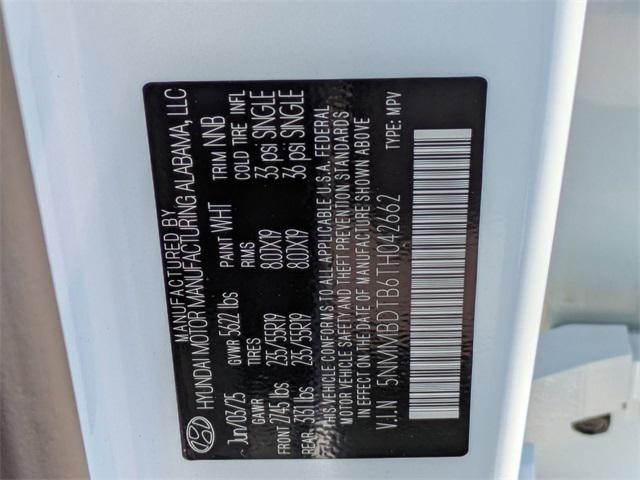 MANUFACTURED BY
HYUNDAI MOTOR MANUFACTURING ALABAMA, LLC
Jun/03/25 GVWR 5622 lbs PAINT WHT TRIM NNB
GAWR TIRES RIMS COLD TIRE INFL
FRONT 2745 lbs 235/55R19 8.0JX19 33 psi SINGLE
REAR 3131 lbs 235/55R19 8.0JX19 36 psi SINGLE
THIS VEHICLE CONFORMS TO ALL APPLICABLE U.S.A. FEDERAL
MOTOR VEHICLE SAFETY AND THEFT PREVENTION STANDARDS
IN EFFECT ON THE DATE OF MANUFACTURE SHOWN ABOVE
V.I.N 5NMMBDTB6TH042662 TYPE: MPV